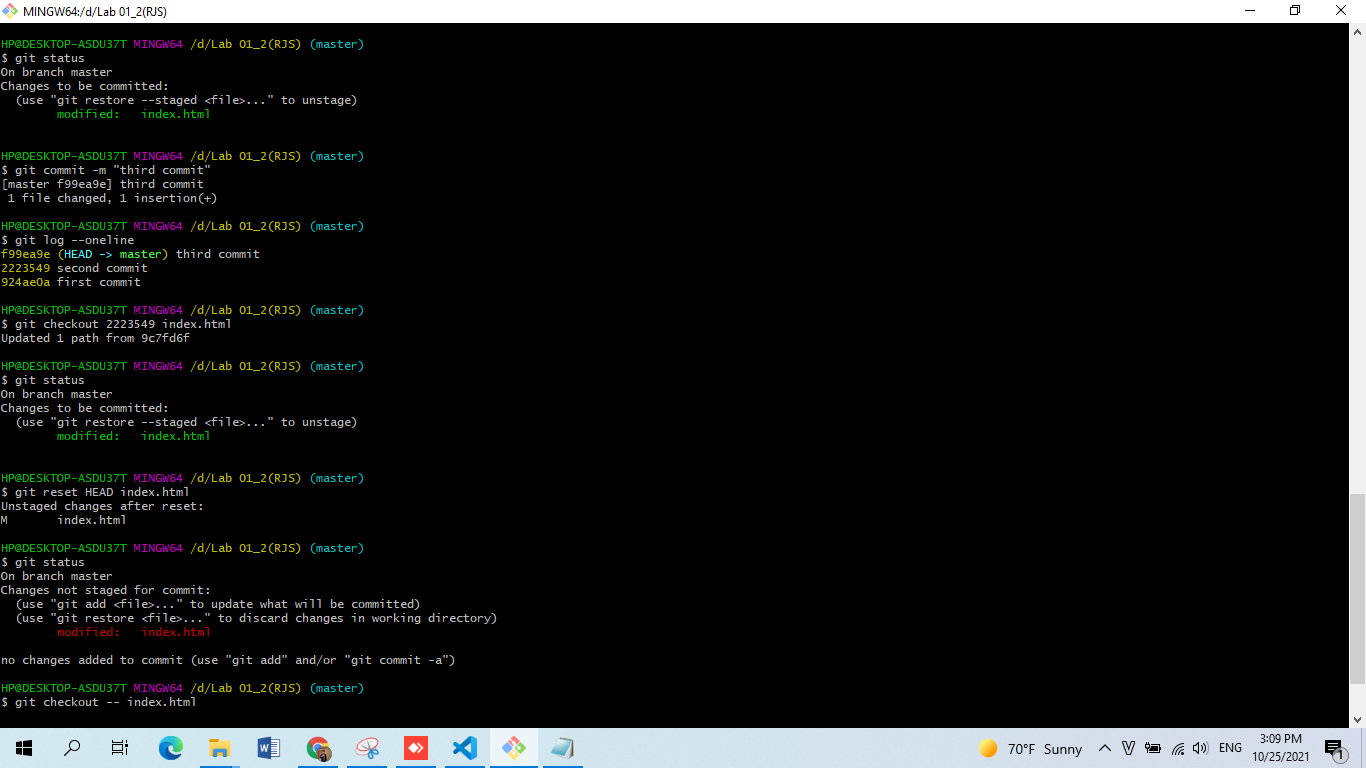 MINGW64:/d/Lab 01_2(RJS)
HP@DESKTOP-ASDU37T MINGW64 /d/Lab 01_2(RJS) (master)
$ git status
On branch master
Changes to be committed:
  (use "git restore --staged <file>..." to unstage)
        modified:   index.html
HP@DESKTOP-ASDU37T MINGW64 /d/Lab 01_2(RJS) (master)
$ git commit -m "third commit"
[master f99ea9e] third commit
 1 file changed, 1 insertion(+)
HP@DESKTOP-ASDU37T MINGW64 /d/Lab 01_2(RJS) (master)
$ git log --oneline
f99ea9e (HEAD -> master) third commit
2223549 second commit
924ae0a first commit
HP@DESKTOP-ASDU37T MINGW64 /d/Lab 01_2(RJS) (master)
$ git checkout 2223549 index.html
Updated 1 path from 9c7fd6f
HP@DESKTOP-ASDU37T MINGW64 /d/Lab 01_2(RJS) (master)
$ git status
On branch master
Changes to be committed:
  (use "git restore --staged <file>..." to unstage)
        modified:   index.html
HP@DESKTOP-ASDU37T MINGW64 /d/Lab 01_2(RJS) (master)
$ git reset HEAD index.html
Unstaged changes after reset:
M       index.html
HP@DESKTOP-ASDU37T MINGW64 /d/Lab 01_2(RJS) (master)
$ git status
On branch master
Changes not staged for commit:
  (use "git add <file>..." to update what will be committed)
  (use "git restore <file>..." to discard changes in working directory)
        modified:   index.html
no changes added to commit (use "git add" and/or "git commit -a")
HP@DESKTOP-ASDU37T MINGW64 /d/Lab 01_2(RJS) (master)
$ git checkout -- index.html
70°F Sunny
ENG
3:09 PM
10/25/2021
1